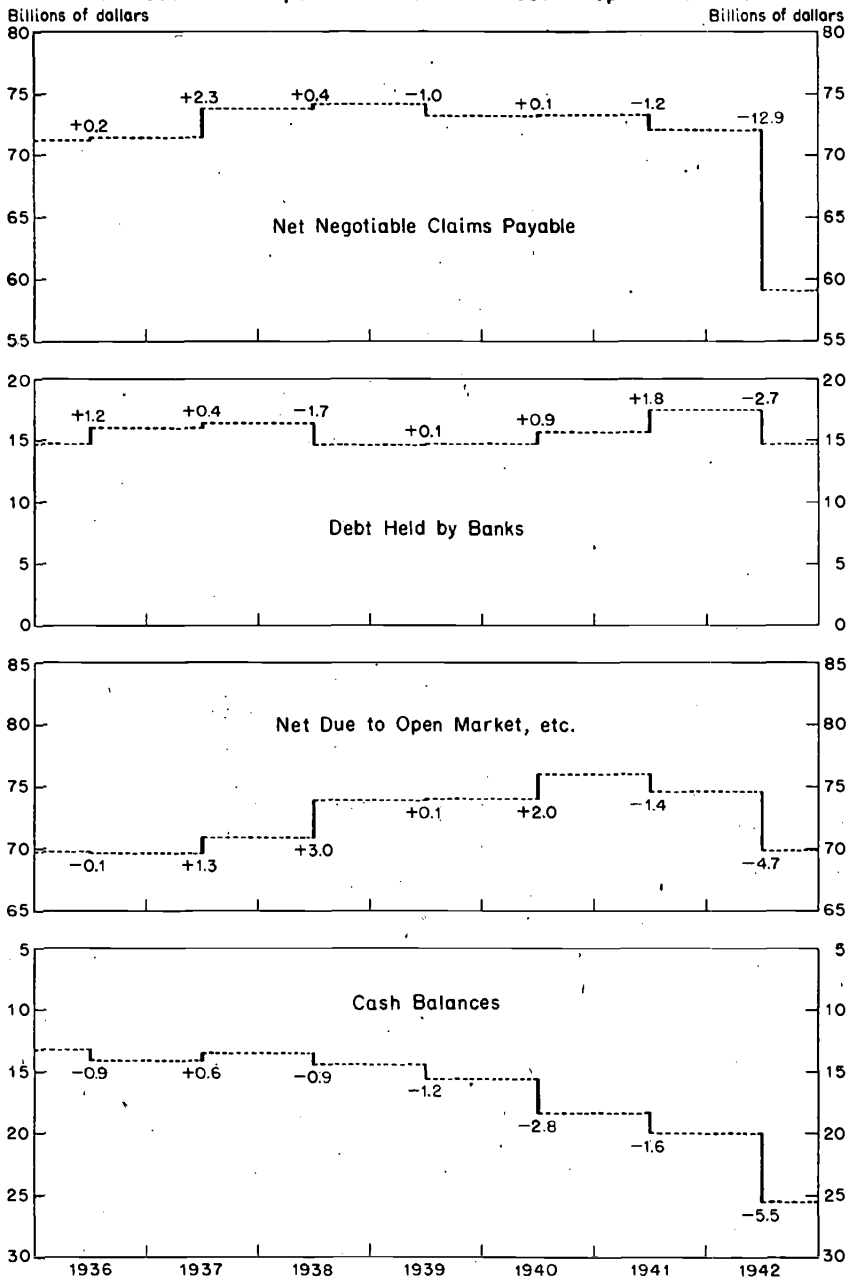 Billions of dollars Billions of dollars
80 80
75 75
70 70
65 65
60 60
55 55
+0.2 +2.3 +0.4 −1.0 +0.1 −1.2 −12.9
Net Negotiable Claims Payable
20 20
15 15
10 10
5 5
0 0
+1.2 +0.4 −1.7 +0.1 +0.9 +1.8 −2.7
Debt Held by Banks
85 85
80 80
75 75
70 70
65 65
Net Due to Open Market, etc.
−0.1 +1.3 +3.0 +0.1 +2.0 −1.4 −4.7
5 5
10 10
15 15
20 20
25 25
30 30
Cash Balances
−0.9 +0.6 −0.9 −1.2 −2.8 −1.6 −5.5
1936 1937 1938 1939 1940 1941 1942